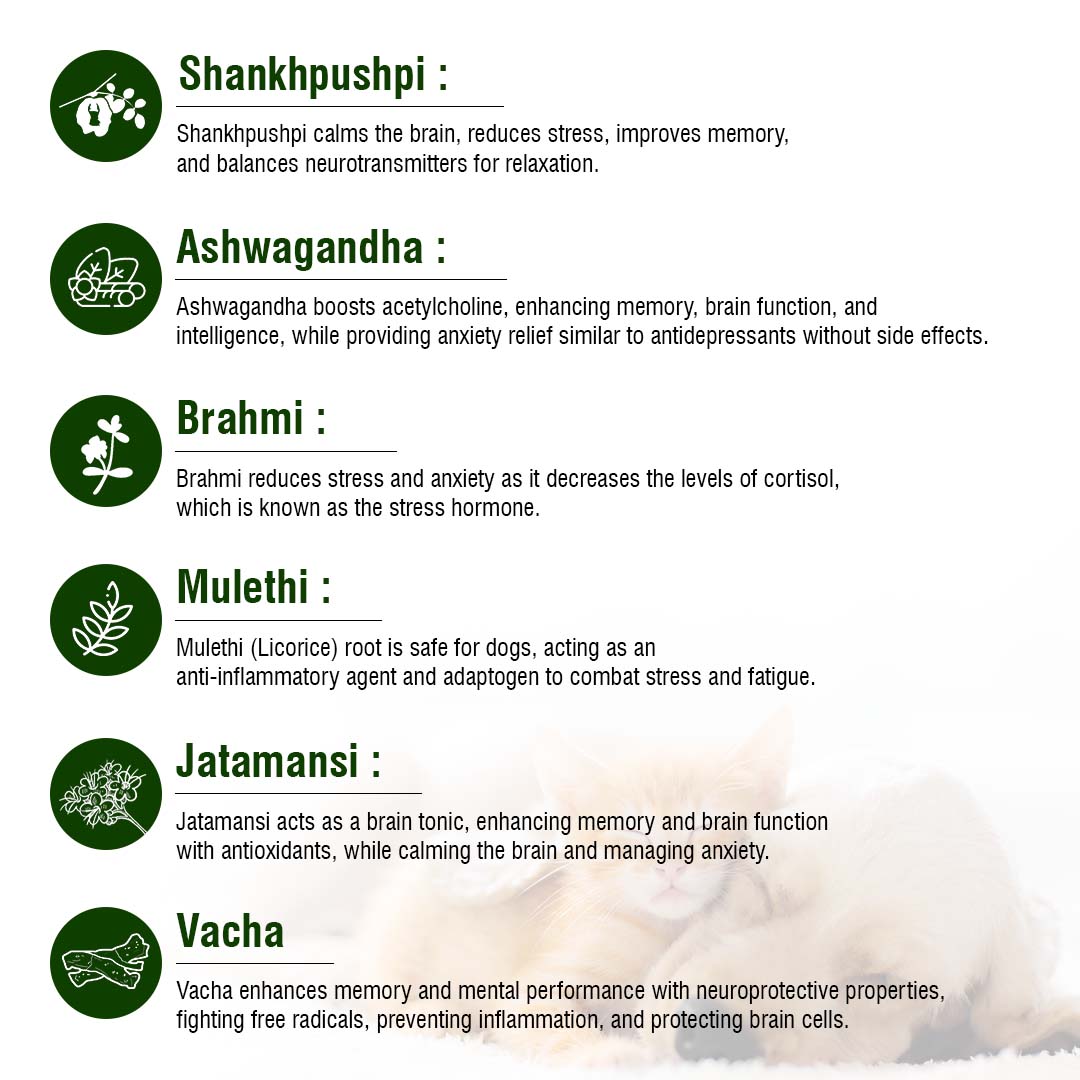 Shankhpushpi :
Shankhpushpi calms the brain, reduces stress, improves memory,
and balances neurotransmitters for relaxation.
Ashwagandha :
Ashwagandha boosts acetylcholine, enhancing memory, brain function, and
intelligence, while providing anxiety relief similar to antidepressants without side effects.
Brahmi :
Brahmi reduces stress and anxiety as it decreases the levels of cortisol,
which is known as the stress hormone.
Mulethi :
Mulethi (Licorice) root is safe for dogs, acting as an
anti-inflammatory agent and adaptogen to combat stress and fatigue.
Jatamansi :
Jatamansi acts as a brain tonic, enhancing memory and brain function
with antioxidants, while calming the brain and managing anxiety.
Vacha
Vacha enhances memory and mental performance with neuroprotective properties,
fighting free radicals, preventing inflammation, and protecting brain cells.